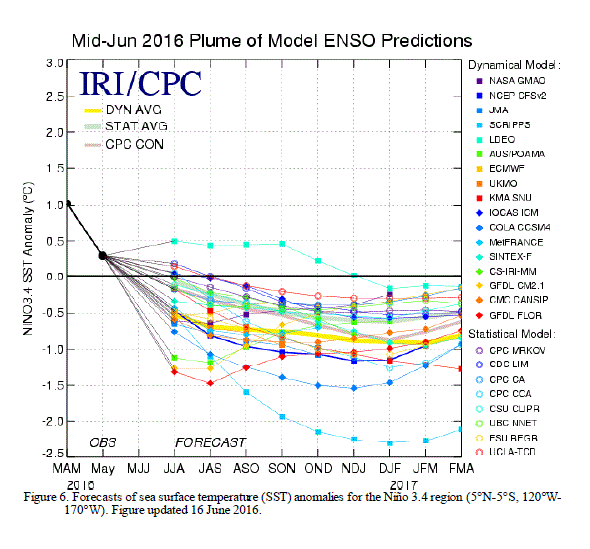 Mid-Jun 2016 Plume of Model ENSO Predictions
3.0
2.5
2.0
1.5
1.0
0.5
0.0
-0.5
-1.0
-1.5
-2.0
-2.5
NINO3.4 SST Anomaly (ºC)
IRI/CPC
DYN AVG
STAT AVG
CPC CON
OBS
FORECAST
MAM May MJJ JJA JAS ASO SON OND NDJ DJF JFM FMA
2016 2017
Dynamical Model:
NASA GMAO
NCEP CFSv2
JMA
SCRIPPS
LDEO
AUS/POAMA
ECMWF
UKMO
KMA SNU
IOCAS ICM
COLA CCSM4
MetFRANCE
SINTEX-F
CS-IRI-MM
GFDL CM2.1
CMC CANSIP
GFDL FLOR
Statistical Model:
CPC MRKOV
CDC LIM
CPC CA
CPC CCA
CSU CLIPR
UBC NNET
FSU REGR
UCLA-TCD
Figure 6. Forecasts of sea surface temperature (SST) anomalies for the Niño 3.4 region (5°N-5°S, 120°W-
170°W). Figure updated 16 June 2016.